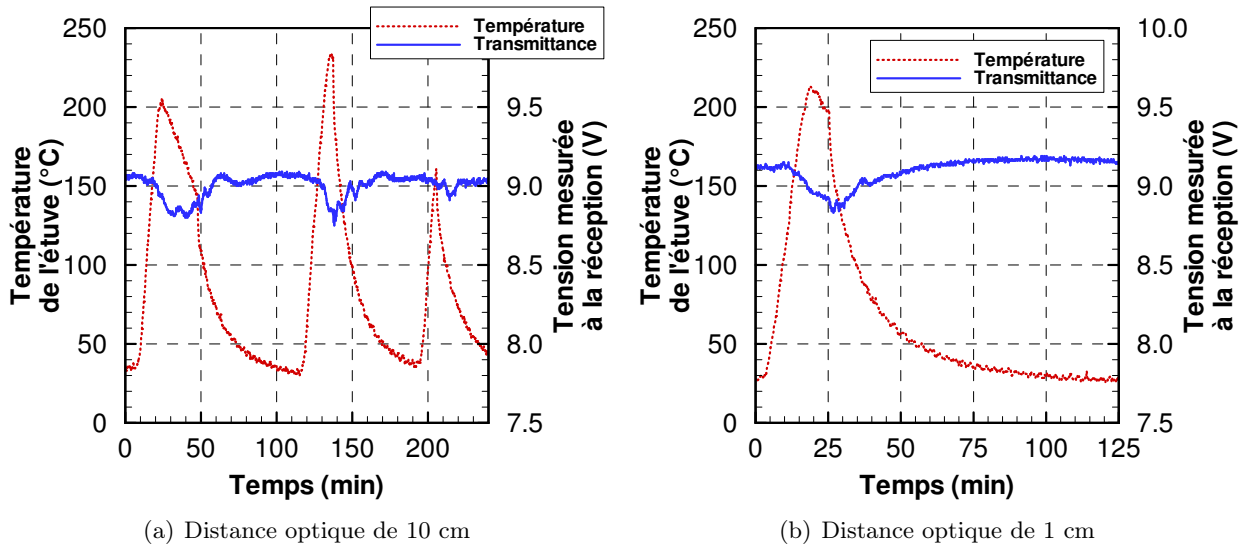 Température
Transmittance
250
200
150
100
50
0
9.5
9.0
8.5
8.0
7.5
0
50
100
150
200
Température
de l'étuve (°C)
Tension mesurée
à la réception (V)
Temps (min)
(a) Distance optique de 10 cm
Température
Transmittance
250
200
150
100
50
0
10.0
9.5
9.0
8.5
8.0
7.5
0
25
50
75
100
125
Température
de l'étuve (°C)
Tension mesurée
à la réception (V)
Temps (min)
(b) Distance optique de 1 cm